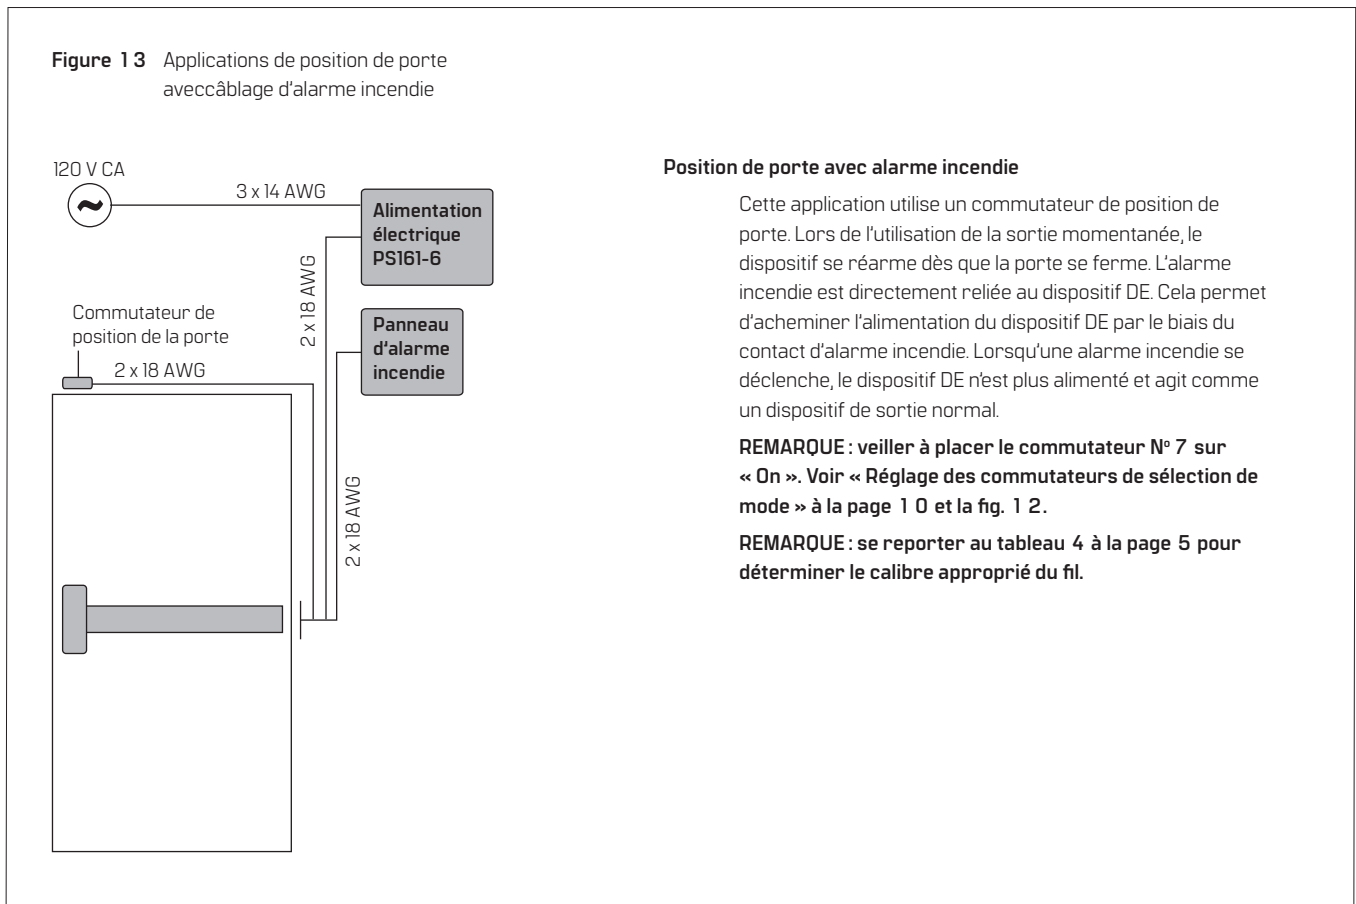 Figure 13 Applications de position de porte
aveccâblage d'alarme incendie
120 V CA
3 x 14 AWG
Alimentation
électrique
PS161-6
2 x 18 AWG
Commutateur de
position de la porte
2 x 18 AWG
Panneau
d'alarme
incendie
2 x 18 AWG
Position de porte avec alarme incendie
Cette application utilise un commutateur de position de
porte. Lors de l'utilisation de la sortie momentanée, le
dispositif se réarme dès que la porte se ferme. L'alarme
incendie est directement reliée au dispositif DE. Cela permet
d'acheminer l'alimentation du dispositif DE par le biais du
contact d'alarme incendie. Lorsqu'une alarme incendie se
déclenche, le dispositif DE n'est plus alimenté et agit comme
un dispositif de sortie normal.
REMARQUE : veiller à placer le commutateur Nº 7 sur
« On ». Voir « Réglage des commutateurs de sélection de
mode » à la page 1 0 et la fig. 1 2.
REMARQUE : se reporter au tableau 4 à la page 5 pour
déterminer le calibre approprié du fil.